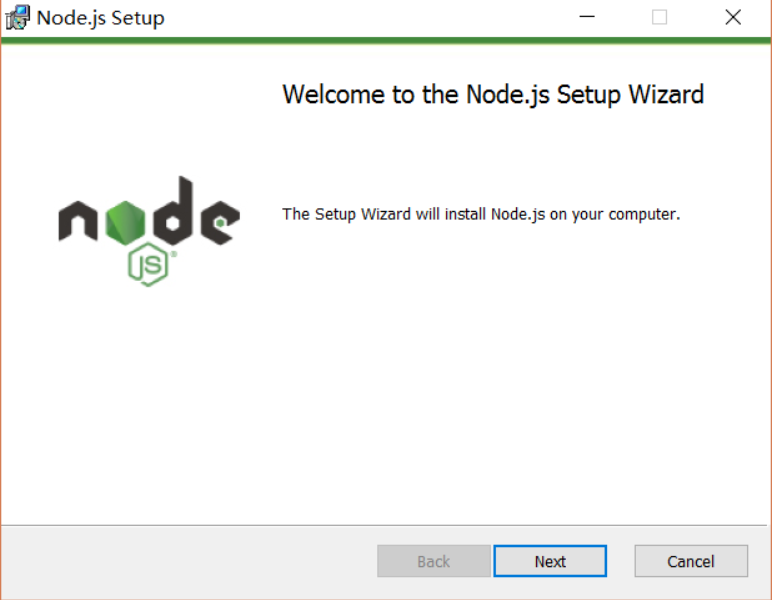 Node.js Setup
Welcome to the Node.js Setup Wizard
The Setup Wizard will install Node.js on your computer.
node
JS®
Back
Next
Cancel